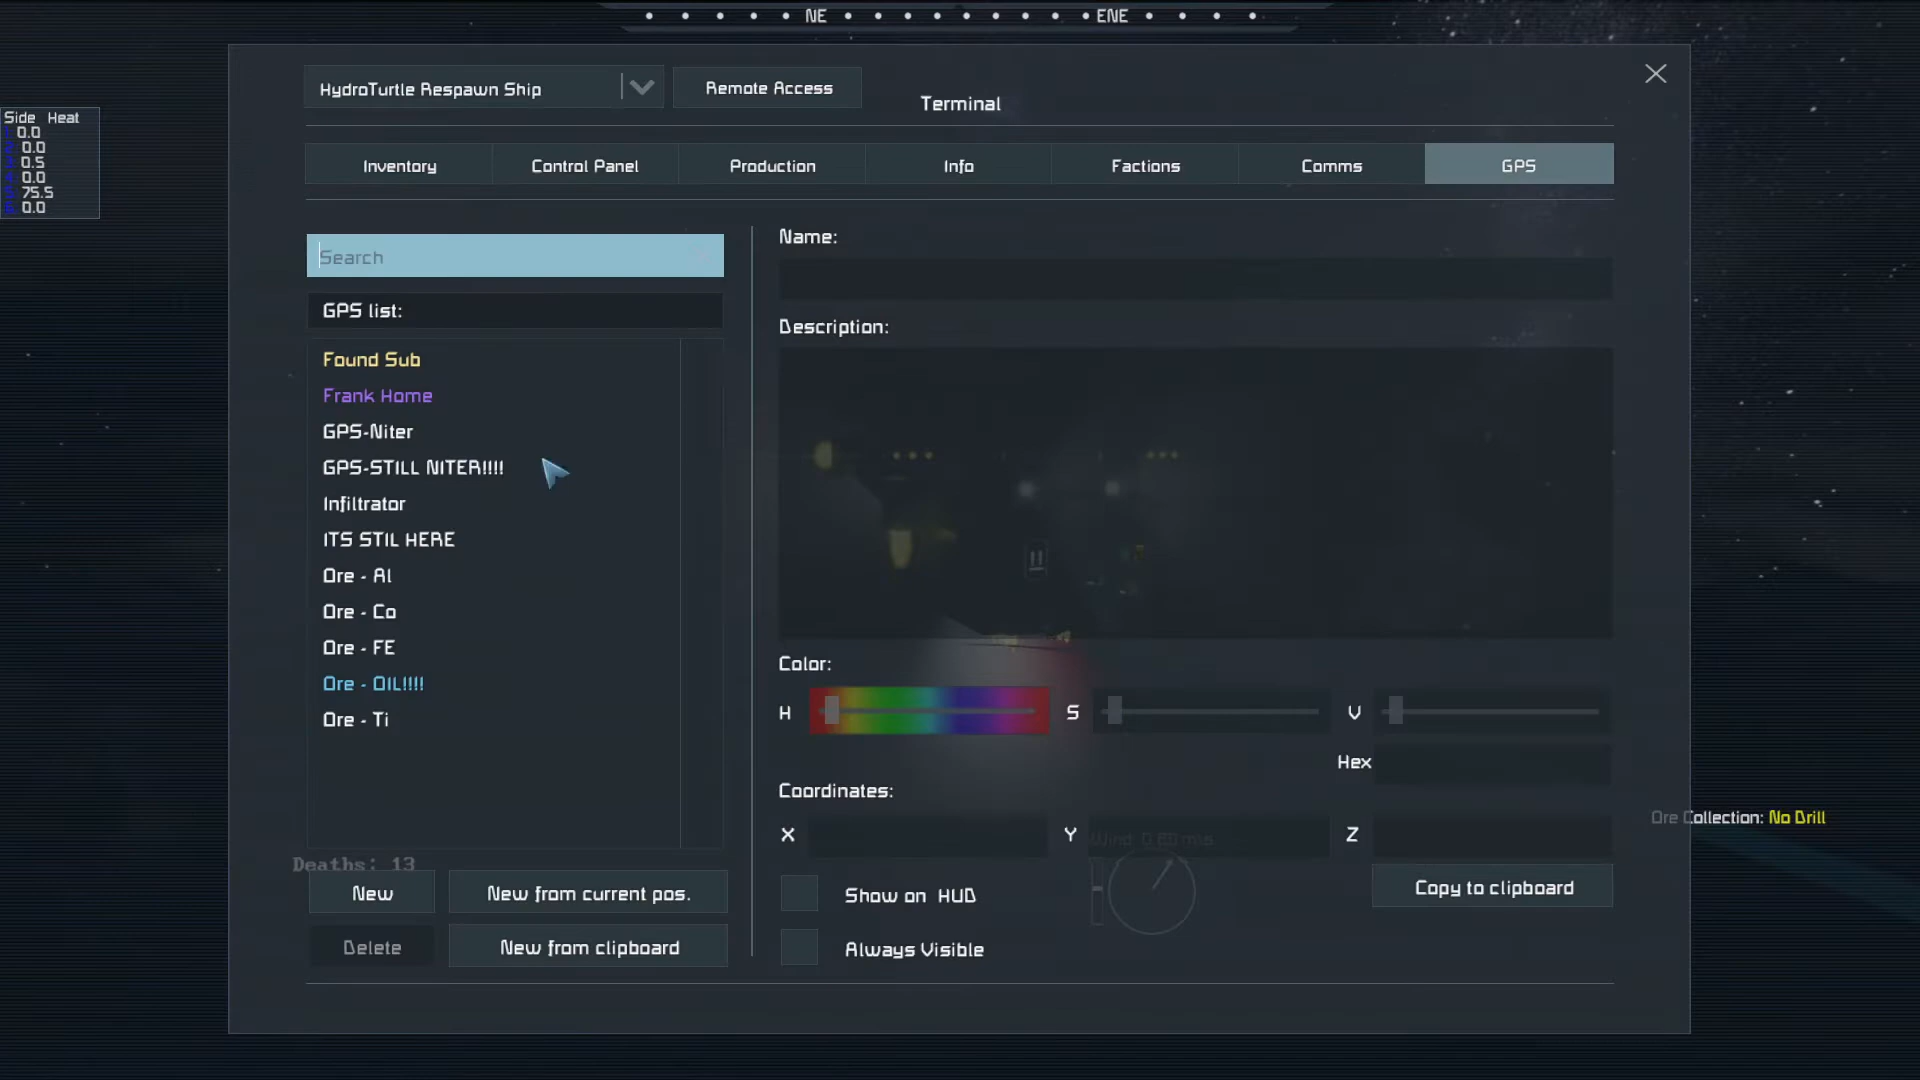 NE ENE
HydroTurtle Respawn Ship
Remote Access
Terminal
Side Heat
0.0
0.0
0.5
0.0
75.5
0.0
Inventory Control Panel Production Info Factions Comms GPS
Search
GPS list:
Found Sub
Frank Home
GPS-Niter
GPS-STILL NITER!!!!
Infiltrator
ITS STIL HERE
Ore - Al
Ore - Co
Ore - FE
Ore - OIL!!!!
Ore - Ti
Deaths: 13
New
New from current pos.
Delete
New from clipboard
Name:
Description:
Color:
H S V
Hex
Coordinates:
X Y Z
Show on HUD
Always Visible
Copy to clipboard
Ore Collection: No Drill